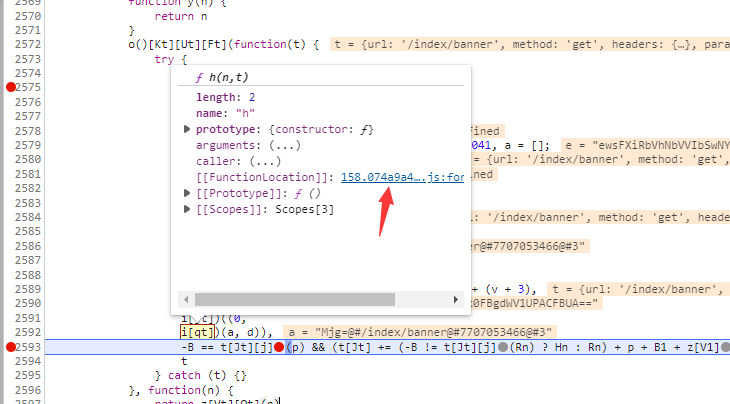 2569 function y(n) {
2570 return n
2571 }
2572 o()[Kt][Ut][Ft](function(t) { t = {url: '/index/banner', method: 'get', headers: {…}, para
2573 try {
2574
2575
2576
2577
2578 fined
2579 041, a = []; e = "ewsFXiRbVhNbVVIbSwNY
2580 = {url: '/index/banner', method: 'get',
2581 ined
2582
2583
2584 l: '/index/banner', method: 'get', heade
2585
2586 er@#7707053466@#3"
2587
2588
2589 + (v + 3), t = {url: '/index/banner',
2590 0FBgdWV1UPACFBUA=="
2591 i[ c])((0,
2592 i[qt])(a, d)), a = "Mjg=@#/index/banner@#7707053466@#3"
2593 -B == t[Jt][j](p) && (t[Jt] += (-B != t[Jt][j](Rn) ? Hn : Rn) + p + B1 + z[V1]
2594 t
2595 } catch (t) {}
2596 }, function(n) {
return z[Vt][Ot](n)
ƒ h(n,t)
length: 2
name: "h"
prototype: {constructor: ƒ}
arguments: (...)
caller: (...)
[[FunctionLocation]]: 158.074a9a4….js:for
[[Prototype]]: ƒ ()
[[Scopes]]: Scopes[3]